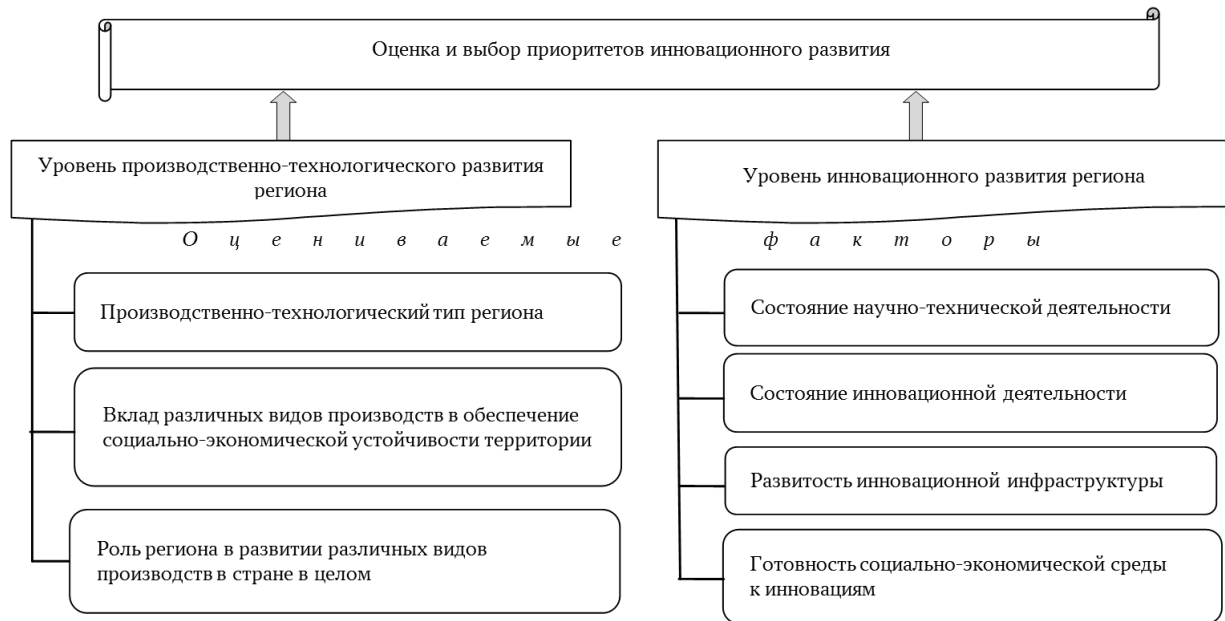 Оценка и выбор приоритетов инновационного развития
Уровень производственно-технологического развития
региона
Уровень инновационного развития региона
Оцениваемые факторы
Производственно-технологический тип региона
Вклад различных видов производств в обеспечение
социально-экономической устойчивости территории
Роль региона в развитии различных видов
производств в стране в целом
Состояние научно-технической деятельности
Состояние инновационной деятельности
Развитость инновационной инфраструктуры
Готовность социально-экономической среды
к инновациям